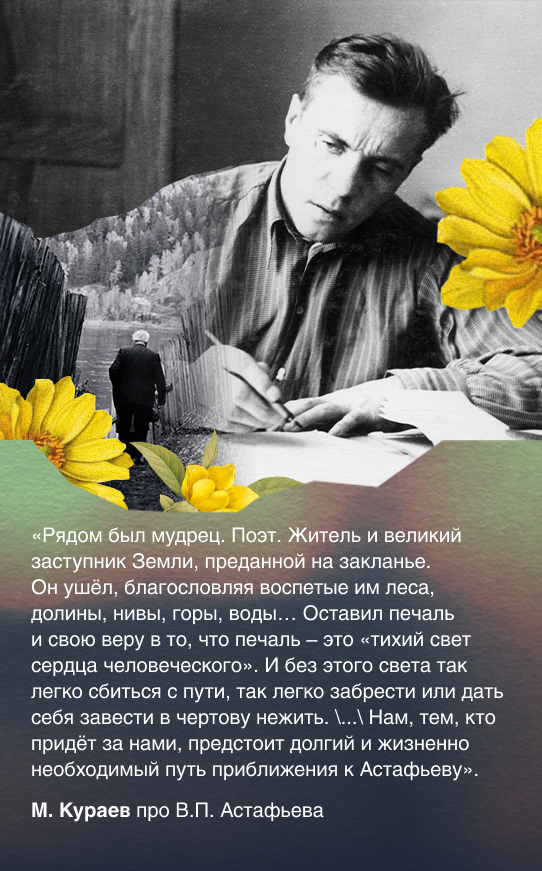 «Рядом был мудрец. Поэт. Житель и великий
заступник Земли, преданной на закланье.
Он ушёл, благословляя воспетые им леса,
долины, нивы, горы, воды… Оставил печаль
и свою веру в то, что печаль – это «тихий свет
сердца человеческого». И без этого света так
легко сбиться с пути, так легко забрести или дать
себя завести в чертову нежить. \...\ Нам, тем, кто
придёт за нами, предстоит долгий и жизненно
необходимый путь приближения к Астафьеву».
М. Кураев про В.П. Астафьева